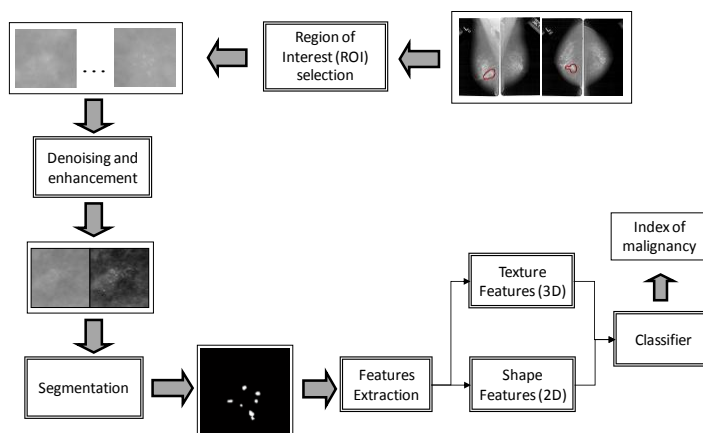 Region of
Interest (ROI)
selection
...
Denoising and
enhancement
Segmentation
Features
Extraction
Texture
Features (3D)
Shape
Features (2D)
Classifier
Index of
malignancy